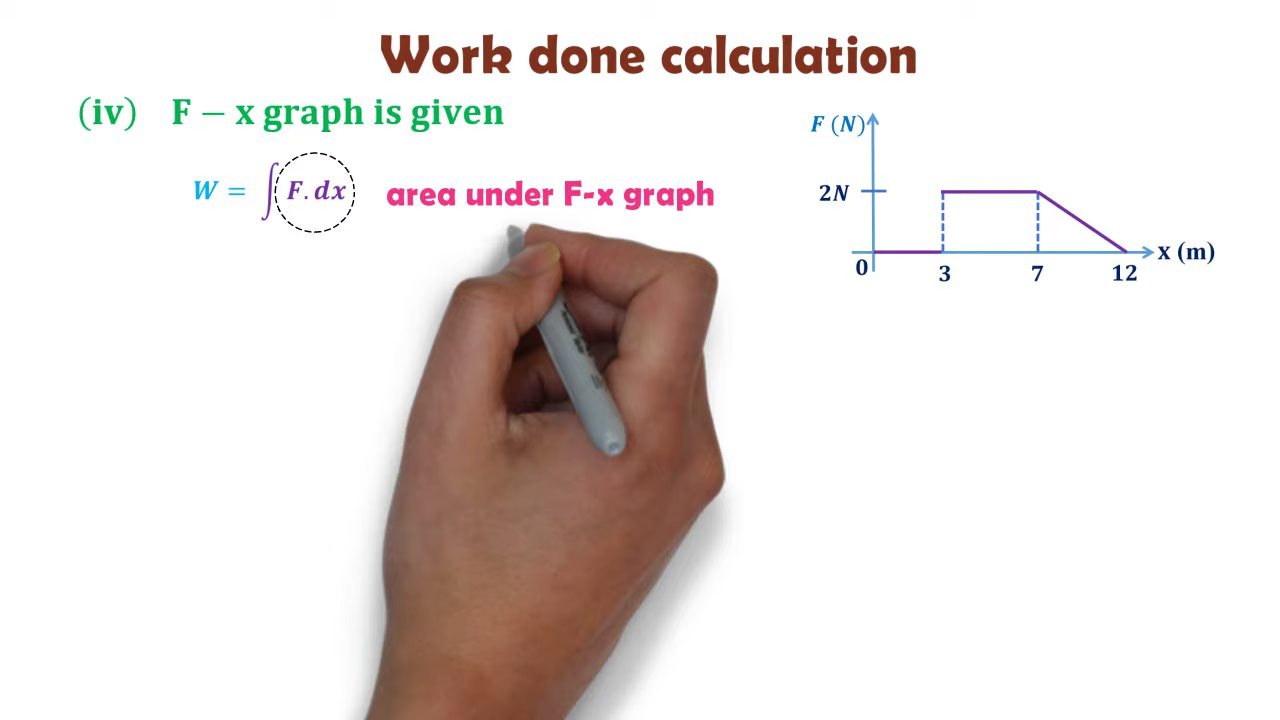 Work done calculation
(iv) F − x graph is given
W = ∫ F. dx area under F-x graph
F (N)
2N
0 3 7 12 x (m)